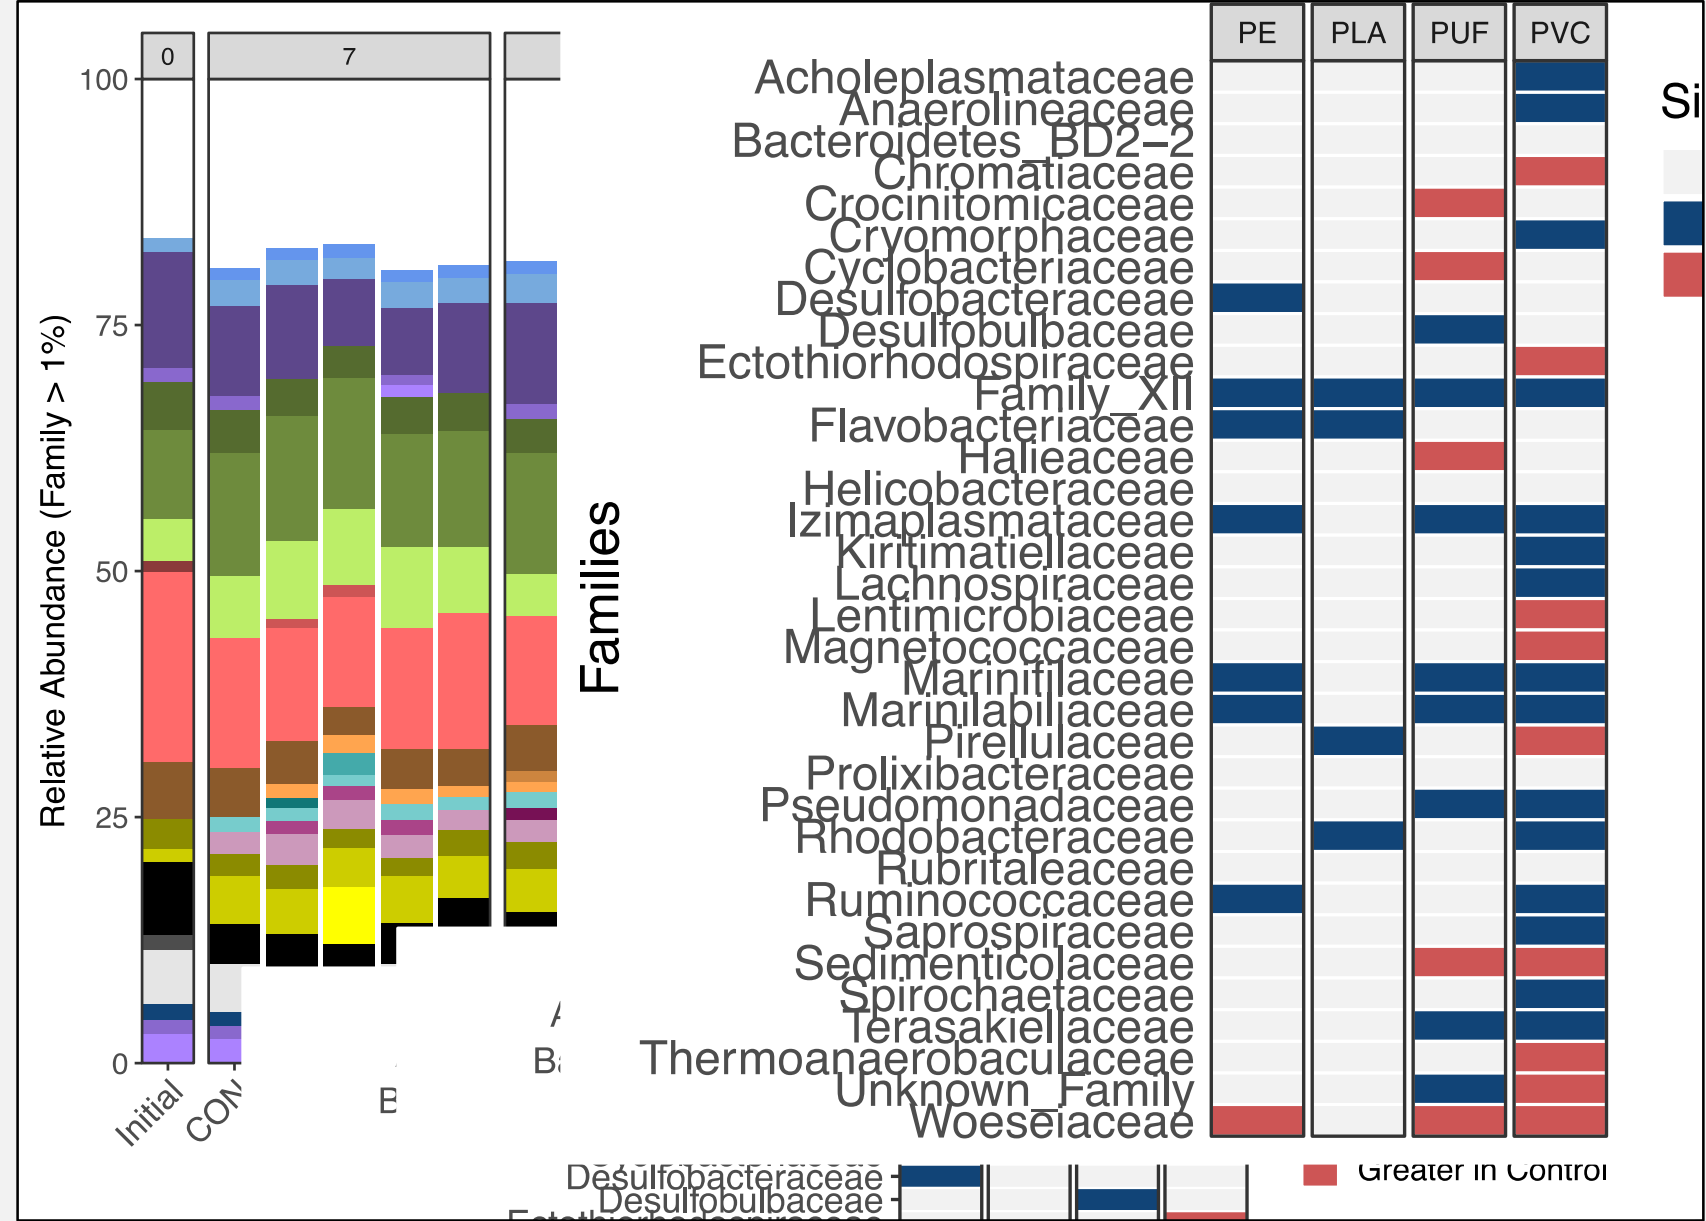 0
7
100
75
50
25
0
Relative Abundance (Family > 1%)
Initial
CON
B
Families
PE
PLA
PUF
PVC
Acholeplasmataceae
Anaerolineaceae
Bacteroidetes_BD2−2
Chromatiaceae
Crocinitomicaceae
Cryomorphaceae
Cyclobacteriaceae
Desulfobacteraceae
Desulfobulbaceae
Ectothiorhodospiraceae
Family_XII
Flavobacteriaceae
Halieaceae
Helicobacteraceae
Izimaplasmataceae
Kiritimatiellaceae
Lachnospiraceae
Lentimicrobiaceae
Magnetococcaceae
Marinifilaceae
Marinilabiliaceae
Pirellulaceae
Prolixibacteraceae
Pseudomonadaceae
Rhodobacteraceae
Rubritaleaceae
Ruminococcaceae
Saprospiraceae
Sedimenticolaceae
Spirochaetaceae
Terasakiellaceae
Thermoanaerobaculaceae
Unknown_Family
Woeseiaceae
Si
Desulfobacteraceae
Desulfobulbaceae
Greater in Control